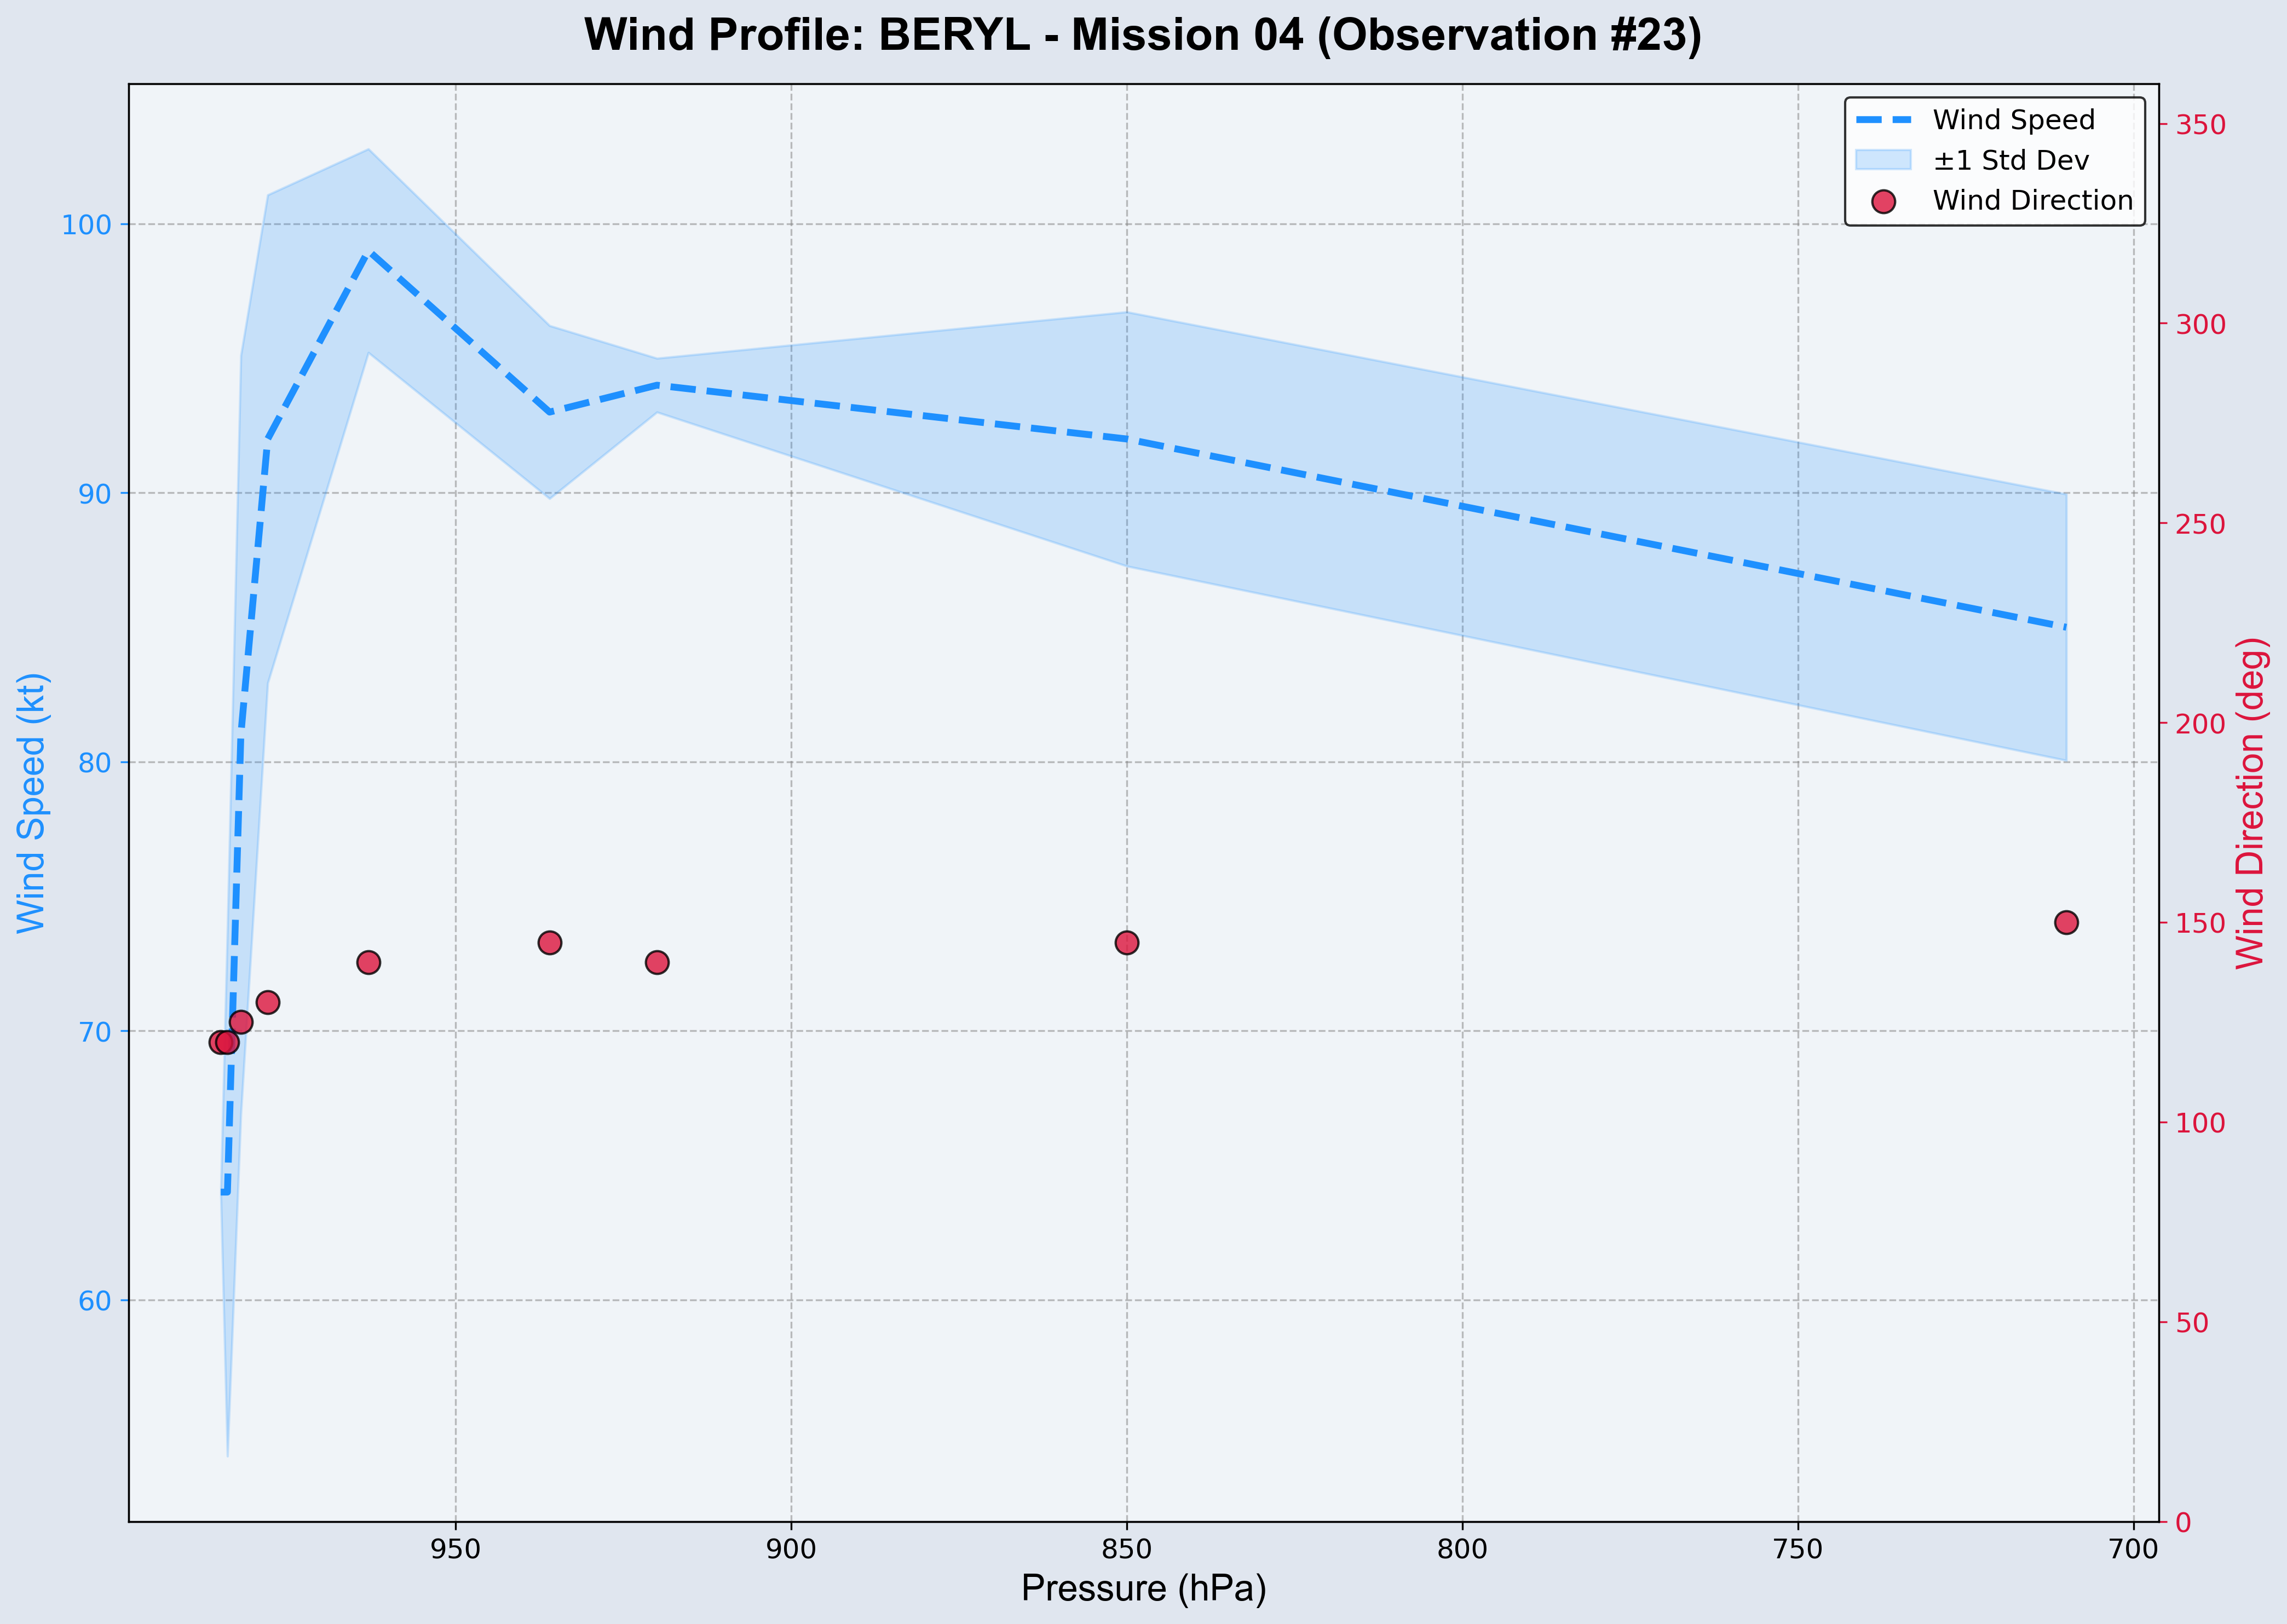 Wind Profile: BERYL - Mission 04 (Observation #23)
Wind Speed
±1 Std Dev
Wind Direction
Wind Speed (kt)
100
90
80
70
60
350
300
250
200
150
100
50
0
Wind Direction (deg)
950
900
850
800
750
700
Pressure (hPa)